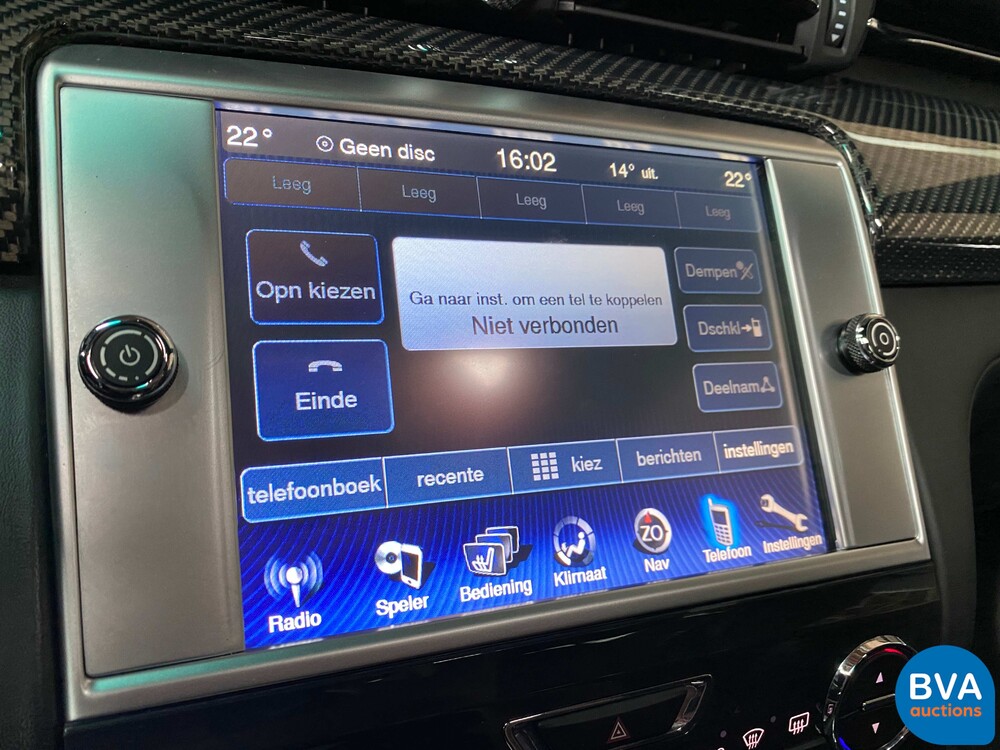 22° Geen disc 16:02 14° uit. 22°
Leeg Leeg Leeg Leeg Leeg
Opn kiezen
Ga naar inst. om een tel te koppelen
Niet verbonden
Dempen
Dschkl
Einde
Deelnam
telefoonboek recente kiez berichten instellingen
ZO
Radio Speler Bediening Klimaat Nav Telefoon Instellingen
BVA
auctions